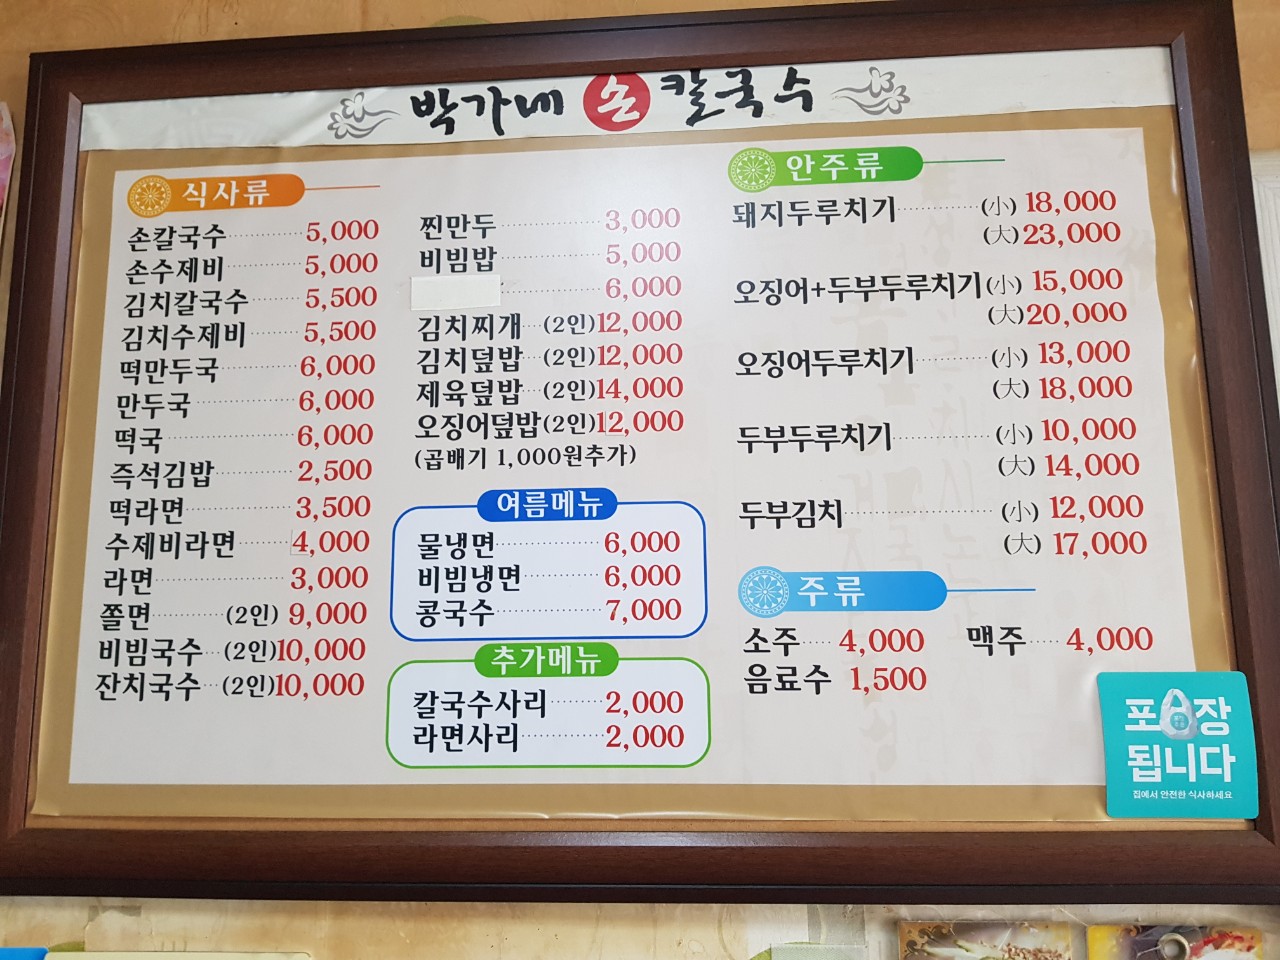 박가네 손 칼국수
식사류
손칼국수 5,000
손수제비 5,000
김치칼국수 5,500
김치수제비 5,500
떡만두국 6,000
만두국 6,000
떡국 6,000
즉석김밥 2,500
떡라면 3,500
수제비라면 4,000
라면 3,000
쫄면 (2인) 9,000
비빔국수 (2인) 10,000
잔치국수 (2인) 10,000
찐만두 3,000
비빔밥 5,000
6,000
김치찌개 (2인) 12,000
김치덮밥 (2인) 12,000
제육덮밥 (2인) 14,000
오징어덮밥 (2인) 12,000
(곱배기 1,000원추가)
여름메뉴
물냉면 6,000
비빔냉면 6,000
콩국수 7,000
추가메뉴
칼국수사리 2,000
라면사리 2,000
안주류
돼지두루치기 (小) 18,000
(大) 23,000
오징어+두부두루치기 (小) 15,000
(大) 20,000
오징어두루치기 (小) 13,000
(大) 18,000
두부두루치기 (小) 10,000
(大) 14,000
두부김치 (小) 12,000
(大) 17,000
주류
소주 4,000 맥주 4,000
음료수 1,500
포장
됩니다
집에서 안전한 식사하세요